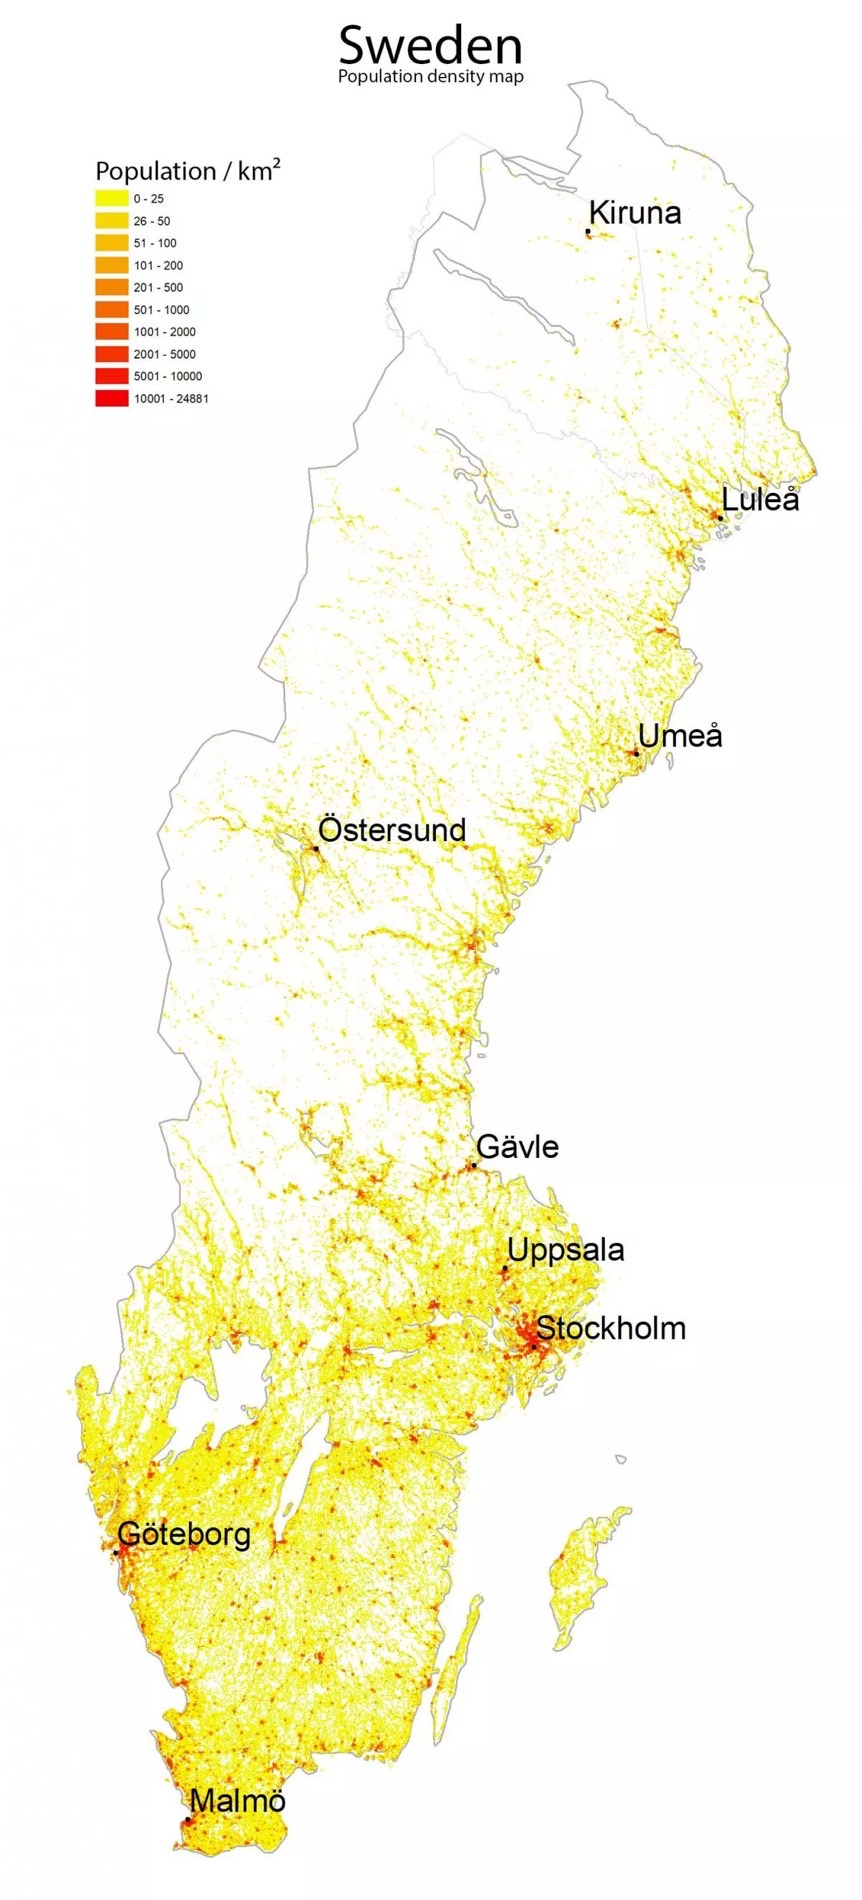 Sweden
Population density map
Population / km²
0 - 25
26 - 50
51 - 100
101 - 200
201 - 500
501 - 1000
1001 - 2000
2001 - 5000
5001 - 10000
10001 - 24881
Kiruna
Luleå
Umeå
Östersund
Gävle
Uppsala
Stockholm
Göteborg
Malmö